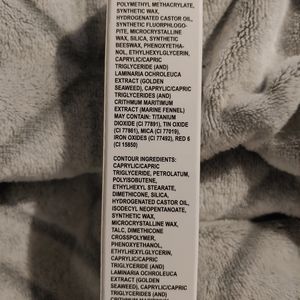 POLYMETHYL METHACRYLATE,
SYNTHETIC WAX,
HYDROGENATED CASTOR OIL,
SYNTHETIC FLUORPHLOGO-
PITE, MICROCRYSTALLINE
WAX, SILICA, SYNTHETIC
BEESWAX, PHENOXYETHA-
NOL, ETHYLHEXYLGLYCERIN,
CAPRYLIC/CAPRIC
TRIGLYCERIDE (AND)
LAMINARIA OCHROLEUCA
EXTRACT (GOLDEN
SEAWEED), CAPRYLIC/CAPRIC
TRIGLYCERIDES (AND)
CRITHMUM MARITIMUM
EXTRACT (MARINE FENNEL)
MAY CONTAIN: TITANIUM
DIOXIDE (CI 77891), TIN OXIDE
(CI 77861), MICA (CI 77019),
IRON OXIDES (CI 77492), RED 6
(CI 15850)
CONTOUR INGREDIENTS:
CAPRYLIC/CAPRIC
TRIGLYCERIDE, PETROLATUM,
POLYISOBUTENE,
ETHYLHEXYL STEARATE,
DIMETHICONE, SILICA,
HYDROGENATED CASTOR OIL,
ISODECYL NEOPENTANOATE,
SYNTHETIC WAX,
MICROCRYSTALLINE WAX,
TALC, DIMETHICONE
CROSSPOLYMER,
PHENOXYETHANOL,
ETHYLHEXYLGLYCERIN,
CAPRYLIC/CAPRIC
TRIGLYCERIDE (AND)
LAMINARIA OCHROLEUCA
EXTRACT (GOLDEN
SEAWEED), CAPRYLIC/CAPRIC
TRIGLYCERIDES (AND)